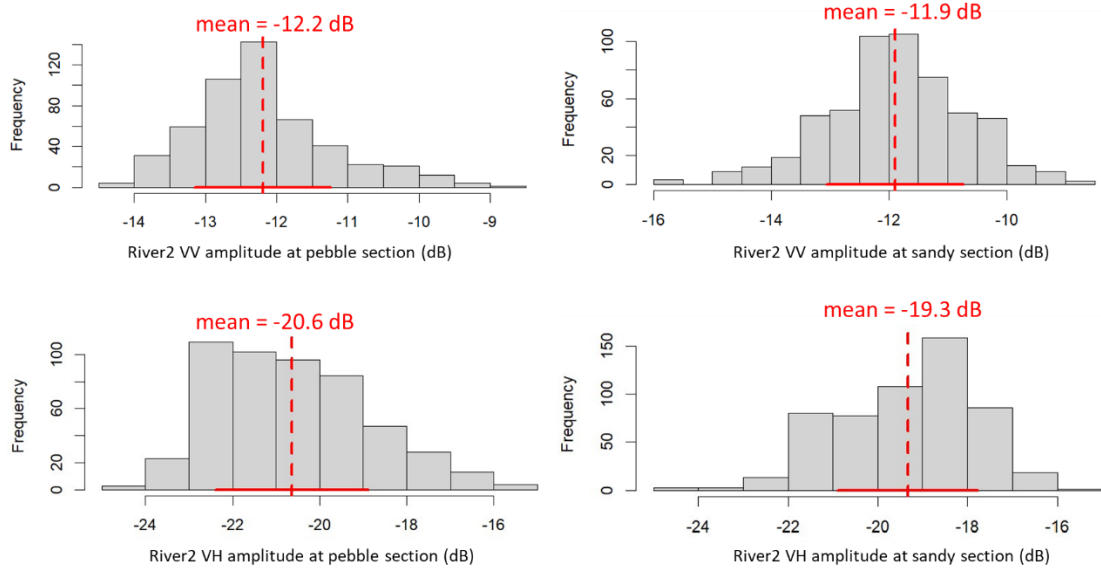 mean = -12.2 dB
Frequency
0 40 80 120
-14 -13 -12 -11 -10 -9
River2 VV amplitude at pebble section (dB)
mean = -11.9 dB
Frequency
0 20 60 100
-16 -14 -12 -10
River2 VV amplitude at sandy section (dB)
mean = -20.6 dB
Frequency
0 20 60 100
-24 -22 -20 -18 -16
River2 VH amplitude at pebble section (dB)
mean = -19.3 dB
Frequency
0 50 100 150
-24 -22 -20 -18 -16
River2 VH amplitude at sandy section (dB)